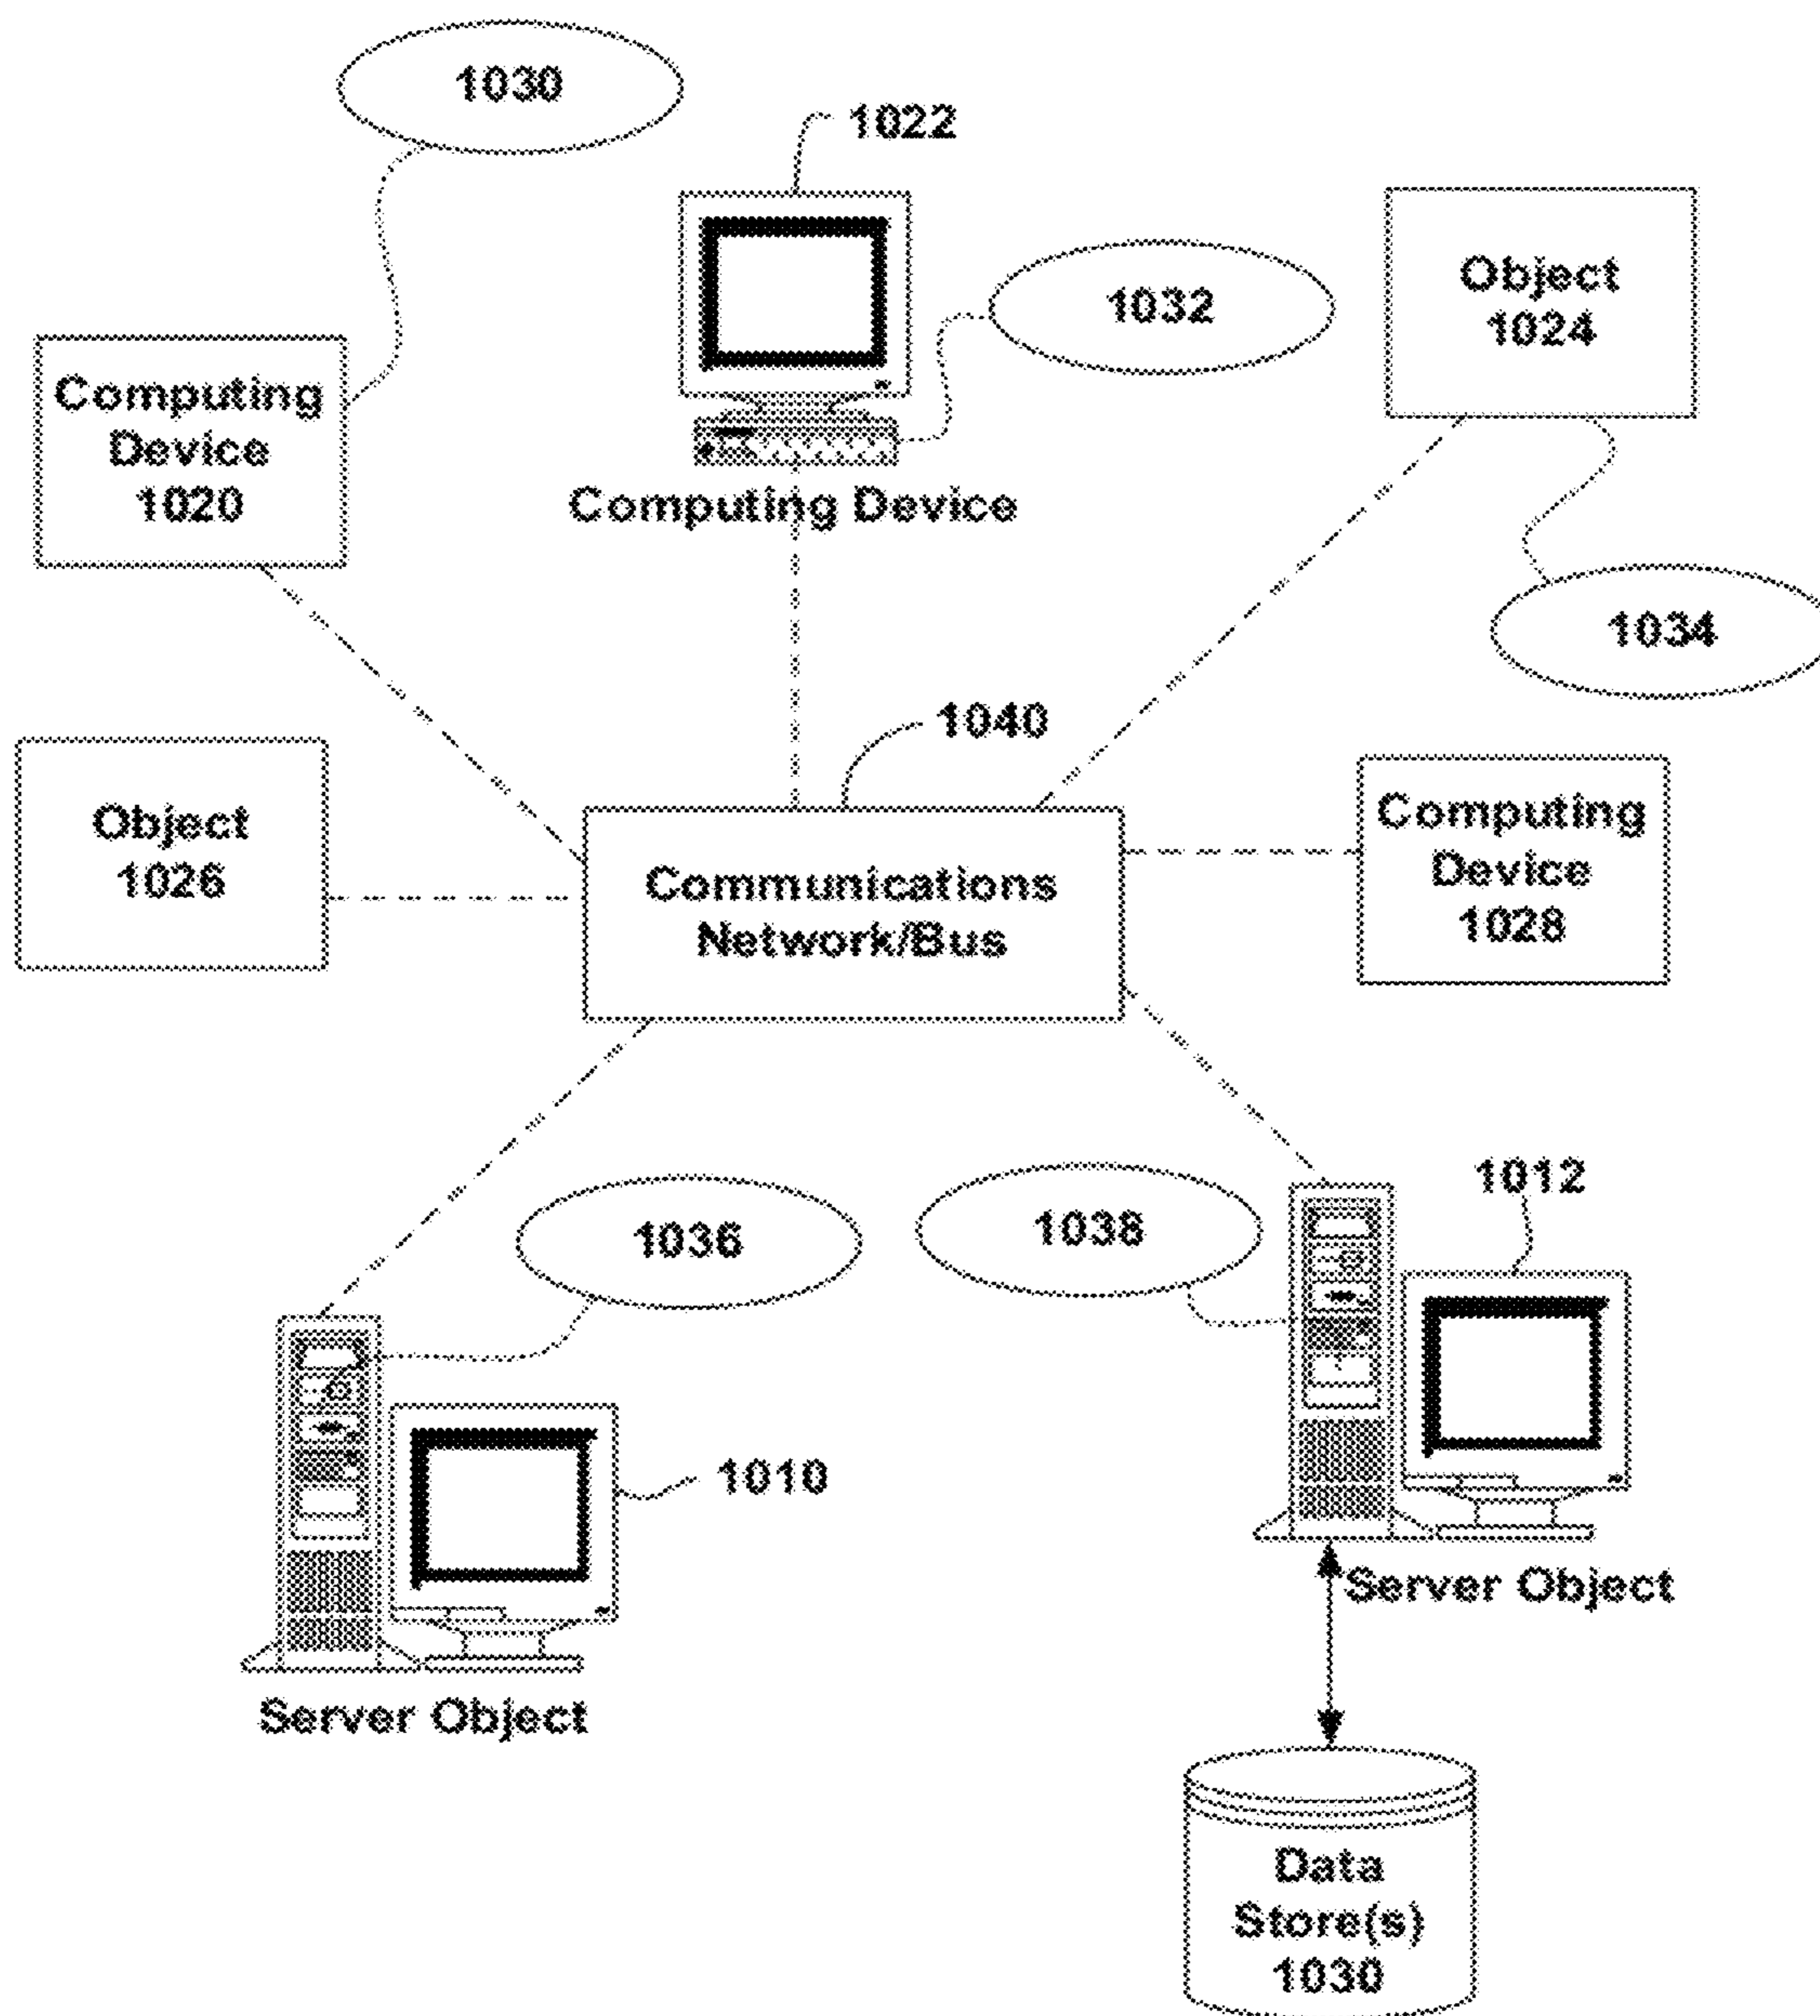 1030
1022
1032
Object
1024
Computing
Device
1020
Computing Device
1034
1040
Object
1026
Communications
Network/Bus
Computing
Device
1028
1036
1038
1012
1010
Server Object
Server Object
Data
Store(s)
1030